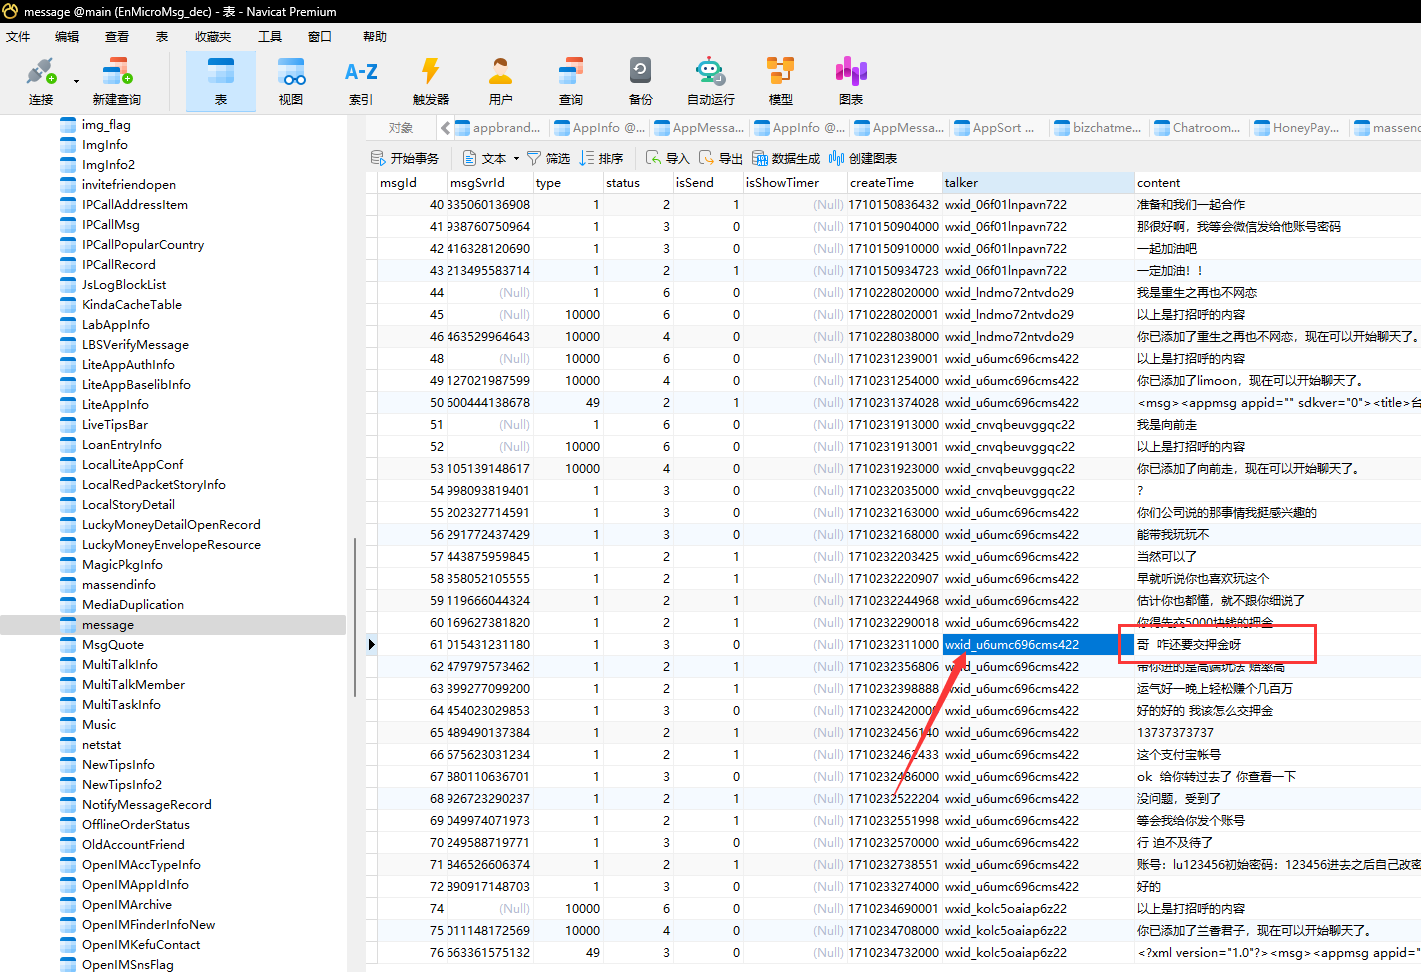 message @main (EnMicroMsg_dec) - 表 - Navicat Premium
文件 编辑 查看 表 收藏夹 工具 窗口 帮助
连接 新建查询 表 视图 索引 触发器 用户 查询 备份 自动运行 模型 图表
A-Z
对象 appbrand... AppInfo @... AppMessa... AppInfo @... AppMessa... AppSort ... bizchatme... Chatroom... HoneyPay... massend
开始事务 文本 筛选 排序 导入 导出 数据生成 创建图表
img_flag
ImgInfo
ImgInfo2
invitefriendopen
IPCallAddressItem
IPCallMsg
IPCallPopularCountry
IPCallRecord
JsLogBlockList
KindaCacheTable
LabAppInfo
LBSVerifyMessage
LiteAppAuthInfo
LiteAppBaselibInfo
LiteAppInfo
LiveTipsBar
LoanEntryInfo
LocalLiteAppConf
LocalRedPacketStoryInfo
LocalStoryDetail
LuckyMoneyDetailOpenRecord
LuckyMoneyEnvelopeResource
MagicPkgInfo
massendinfo
MediaDuplication
message
MsgQuote
MultiTalkInfo
MultiTalkMember
MultiTaskInfo
Music
netstat
NewTipsInfo
NewTipsInfo2
NotifyMessageRecord
OfflineOrderStatus
OldAccountFriend
OpenIMAccTypeInfo
OpenIMAppIdInfo
OpenIMArchive
OpenIMFinderInfoNew
OpenIMKefuContact
OpenIMSnsFlag
msgId msgSvrId type status isSend isShowTimer createTime talker content
40 335060136908 1 2 1 (Null) 1710150836432 wxid_06f01lnpavn722 准备和我们一起合作
41 938760750964 1 3 0 (Null) 1710150904000 wxid_06f01lnpavn722 那很好啊，我等会微信发给他账号密码
42 416328120690 1 3 0 (Null) 1710150910000 wxid_06f01lnpavn722 一起加油吧
43 213495583714 1 2 1 (Null) 1710150934723 wxid_06f01lnpavn722 一定加油！！
44 (Null) 1 6 0 (Null) 1710228020000 wxid_lndmo72ntvdo29 我是重生之再也不网恋
45 (Null) 10000 6 0 (Null) 1710228020001 wxid_lndmo72ntvdo29 以上是打招呼的内容
46 463529964643 10000 4 0 (Null) 1710228038000 wxid_lndmo72ntvdo29 你已添加了重生之再也不网恋，现在可以开始聊天了。
48 (Null) 10000 6 0 (Null) 1710231239001 wxid_u6umc696cms422 以上是打招呼的内容
49 127021987599 10000 4 0 (Null) 1710231254000 wxid_u6umc696cms422 你已添加了limoon，现在可以开始聊天了。
50 600444138678 49 2 1 (Null) 1710231374028 wxid_u6umc696cms422 <msg><appmsg appid="" sdkver="0"><title>台
51 (Null) 1 6 0 (Null) 1710231913000 wxid_cnvqbeuvggqc22 我是向前走
52 (Null) 10000 6 0 (Null) 1710231913001 wxid_cnvqbeuvggqc22 以上是打招呼的内容
53 105139148617 10000 4 0 (Null) 1710231923000 wxid_cnvqbeuvggqc22 你已添加了向前走，现在可以开始聊天了。
54 998093819401 1 3 0 (Null) 1710232035000 wxid_cnvqbeuvggqc22 ?
55 202327714591 1 3 0 (Null) 1710232163000 wxid_u6umc696cms422 你们公司说的那事情我挺感兴趣的
56 291772437429 1 3 0 (Null) 1710232168000 wxid_u6umc696cms422 能带我玩玩不
57 443875959845 1 2 1 (Null) 1710232203425 wxid_u6umc696cms422 当然可以了
58 358052105555 1 2 1 (Null) 1710232220907 wxid_u6umc696cms422 早就听说你也喜欢玩这个
59 119666044324 1 2 1 (Null) 1710232244968 wxid_u6umc696cms422 估计你也都懂，就不跟你细说了
60 169627381820 1 2 1 (Null) 1710232290018 wxid_u6umc696cms422 你得先交5000块钱的押金
61 015431231180 1 3 0 (Null) 1710232311000 wxid_u6umc696cms422 哥 咋还要交押金呀
62 479797573462 1 2 1 (Null) 1710232356806 wxid_u6umc696cms422 带你进的是高端玩法 赔率高
63 399277099200 1 2 1 (Null) 1710232398888 wxid_u6umc696cms422 运气好一晚上轻松赚个几百万
64 454023029853 1 3 0 (Null) 1710232420000 wxid_u6umc696cms422 好的好的 我该怎么交押金
65 489490137384 1 2 1 (Null) 1710232456140 wxid_u6umc696cms422 13737373737
66 675623031234 1 2 1 (Null) 1710232462433 wxid_u6umc696cms422 这个支付宝帐号
67 380110636701 1 3 0 (Null) 1710232486000 wxid_u6umc696cms422 ok 给你转过去了 你查看一下
68 926723290237 1 2 1 (Null) 1710232522204 wxid_u6umc696cms422 没问题，受到了
69 049974071973 1 2 1 (Null) 1710232551998 wxid_u6umc696cms422 等会我给你发个账号
70 249588719771 1 3 0 (Null) 1710232570000 wxid_u6umc696cms422 行 迫不及待了
71 846526606374 1 2 1 (Null) 1710232738551 wxid_u6umc696cms422 账号：lu123456初始密码：123456进去之后自己改密
72 890917148703 1 3 0 (Null) 1710233274000 wxid_u6umc696cms422 好的
74 (Null) 10000 6 0 (Null) 1710234690001 wxid_kolc5oaiap6z22 以上是打招呼的内容
75 011148172569 10000 4 0 (Null) 1710234708000 wxid_kolc5oaiap6z22 你已添加了兰香君子，现在可以开始聊天了。
76 663361575132 49 3 0 (Null) 1710234732000 wxid_kolc5oaiap6z22 <?xml version="1.0"?><msg><appmsg appid="